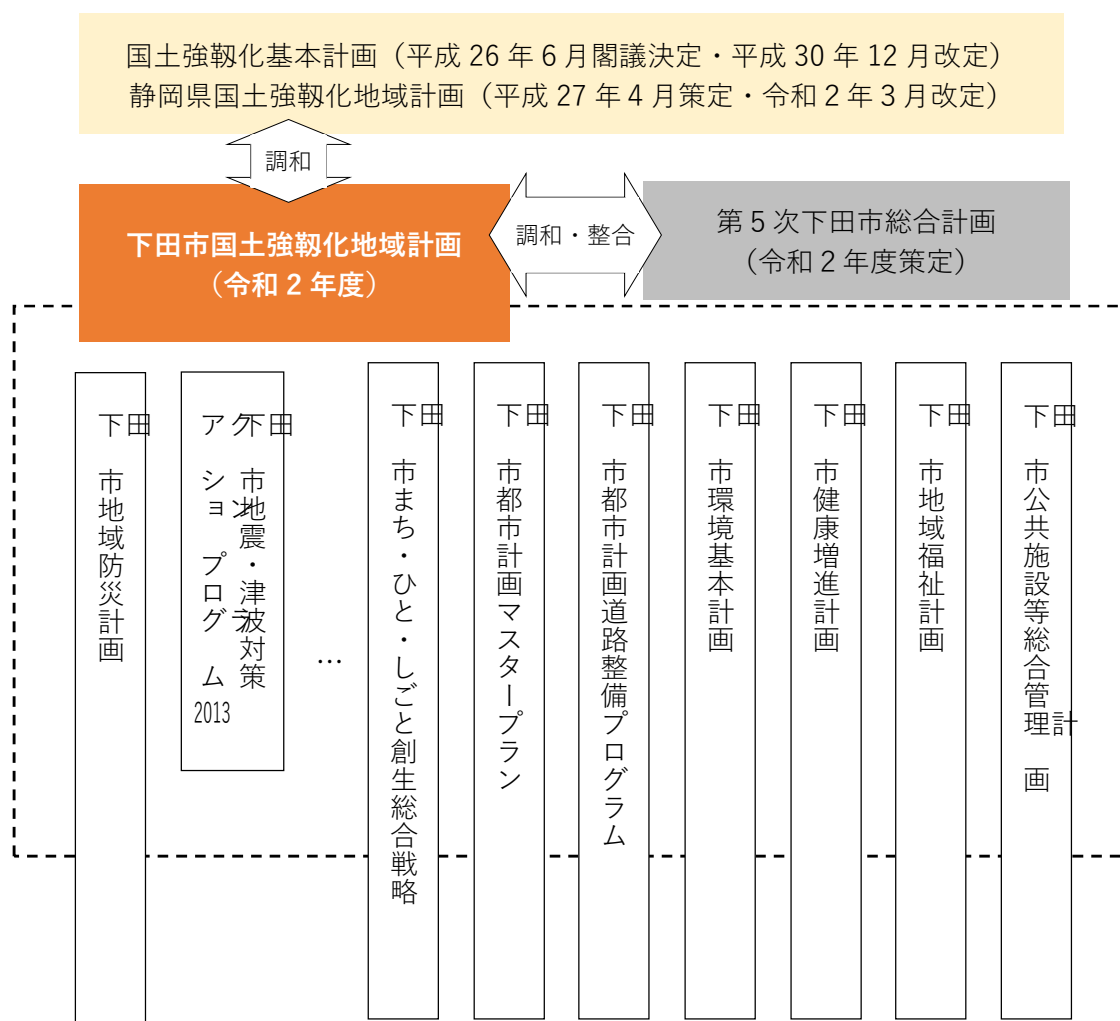 国土強靱化基本計画（平成 26 年 6 月閣議決定・平成 30 年 12 月改定）
静岡県国土強靱化地域計画（平成 27 年 4 月策定・令和 2 年 3 月改定）
調和
下田市国土強靱化地域計画
（令和 2 年度）
調和・整合
第 5 次下田市総合計画
（令和 2 年度策定）
下田市地域防災計画
下田市地震・津波対策
アクションプログラム2013
…
下田市まち・ひと・しごと創生総合戦略
下田市都市計画マスタープラン
下田市都市計画道路整備プログラム
下田市環境基本計画
下田市健康増進計画
下田市地域福祉計画
下田市公共施設等総合管理計画